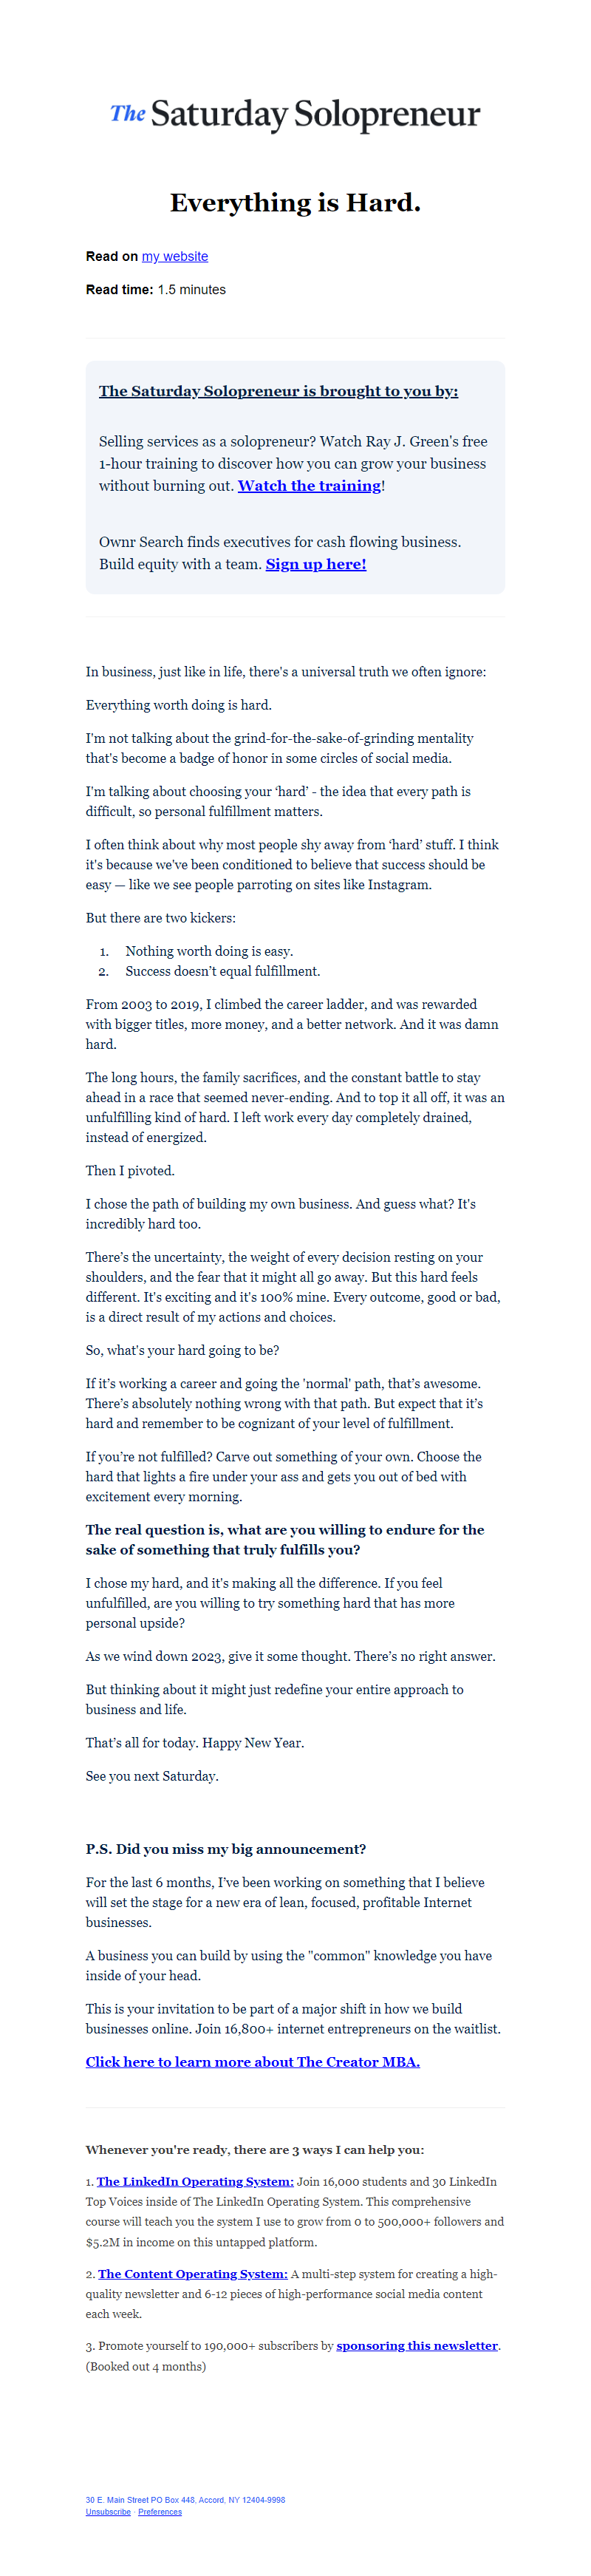 The Saturday Solopreneur
Everything is Hard.
Read on my website
Read time: 1.5 minutes
The Saturday Solopreneur is brought to you by:
Selling services as a solopreneur? Watch Ray J. Green's free
1-hour training to discover how you can grow your business
without burning out. Watch the training!
Ownr Search finds executives for cash flowing business.
Build equity with a team. Sign up here!
In business, just like in life, there's a universal truth we often ignore:
Everything worth doing is hard.
I'm not talking about the grind-for-the-sake-of-grinding mentality
that's become a badge of honor in some circles of social media.
I'm talking about choosing your ‘hard’ - the idea that every path is
difficult, so personal fulfillment matters.
I often think about why most people shy away from ‘hard’ stuff. I think
it's because we've been conditioned to believe that success should be
easy — like we see people parroting on sites like Instagram.
But there are two kickers:
1. Nothing worth doing is easy.
2. Success doesn’t equal fulfillment.
From 2003 to 2019, I climbed the career ladder, and was rewarded
with bigger titles, more money, and a better network. And it was damn
hard.
The long hours, the family sacrifices, and the constant battle to stay
ahead in a race that seemed never-ending. And to top it all off, it was an
unfulfilling kind of hard. I left work every day completely drained,
instead of energized.
Then I pivoted.
I chose the path of building my own business. And guess what? It's
incredibly hard too.
There’s the uncertainty, the weight of every decision resting on your
shoulders, and the fear that it might all go away. But this hard feels
different. It's exciting and it's 100% mine. Every outcome, good or bad,
is a direct result of my actions and choices.
So, what's your hard going to be?
If it’s working a career and going the 'normal' path, that’s awesome.
There’s absolutely nothing wrong with that path. But expect that it’s
hard and remember to be cognizant of your level of fulfillment.
If you’re not fulfilled? Carve out something of your own. Choose the
hard that lights a fire under your ass and gets you out of bed with
excitement every morning.
The real question is, what are you willing to endure for the
sake of something that truly fulfills you?
I chose my hard, and it's making all the difference. If you feel
unfulfilled, are you willing to try something hard that has more
personal upside?
As we wind down 2023, give it some thought. There’s no right answer.
But thinking about it might just redefine your entire approach to
business and life.
That’s all for today. Happy New Year.
See you next Saturday.
P.S. Did you miss my big announcement?
For the last 6 months, I’ve been working on something that I believe
will set the stage for a new era of lean, focused, profitable Internet
businesses.
A business you can build by using the "common" knowledge you have
inside of your head.
This is your invitation to be part of a major shift in how we build
businesses online. Join 16,800+ internet entrepreneurs on the waitlist.
Click here to learn more about The Creator MBA.
Whenever you're ready, there are 3 ways I can help you:
1. The LinkedIn Operating System: Join 16,000 students and 30 LinkedIn
Top Voices inside of The LinkedIn Operating System. This comprehensive
course will teach you the system I use to grow from 0 to 500,000+ followers and
$5.2M in income on this untapped platform.
2. The Content Operating System: A multi-step system for creating a high-
quality newsletter and 6-12 pieces of high-performance social media content
each week.
3. Promote yourself to 190,000+ subscribers by sponsoring this newsletter.
(Booked out 4 months)
30 E. Main Street PO Box 448, Accord, NY 12404-9998
Unsubscribe · Preferences